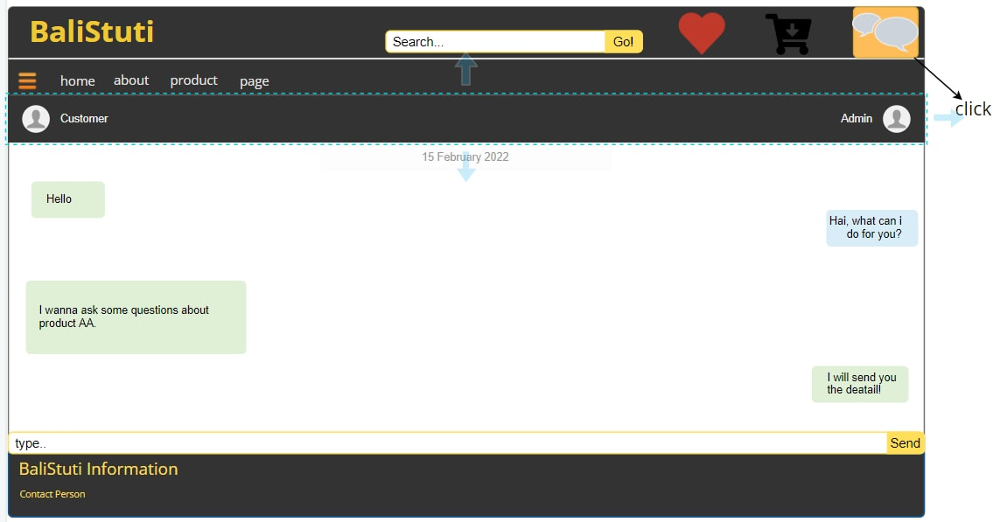 BaliStuti
Search...
Go!
home
about
product
page
click
Customer
Admin
15 February 2022
Hello
Hai, what can i
do for you?
I wanna ask some questions about
product AA.
I will send you
the deatail!
type..
Send
BaliStuti Information
Contact Person